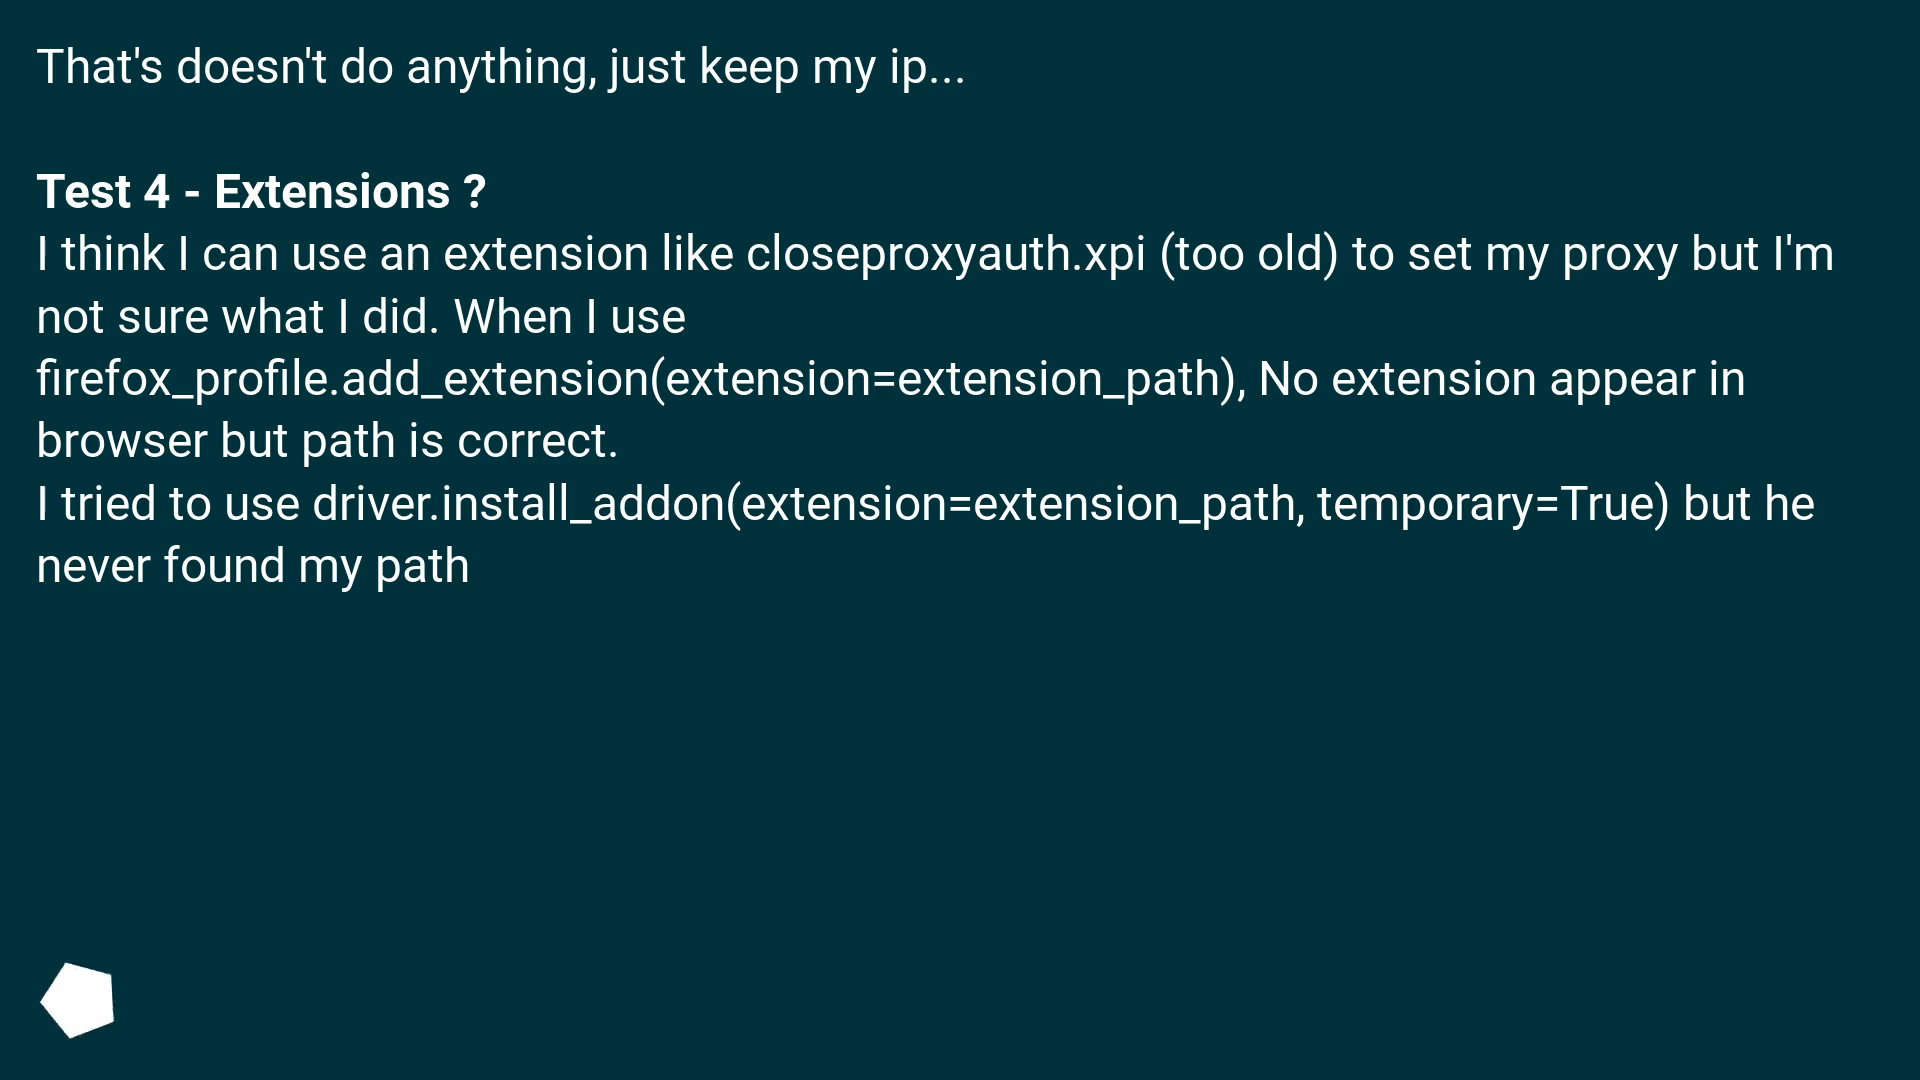 That's doesn't do anything, just keep my ip...
Test 4 - Extensions ?
I think I can use an extension like closeproxyauth.xpi (too old) to set my proxy but I'm
not sure what I did. When I use
firefox_profile.add_extension(extension=extension_path), No extension appear in
browser but path is correct.
I tried to use driver.install_addon(extension=extension_path, temporary=True) but he
never found my path